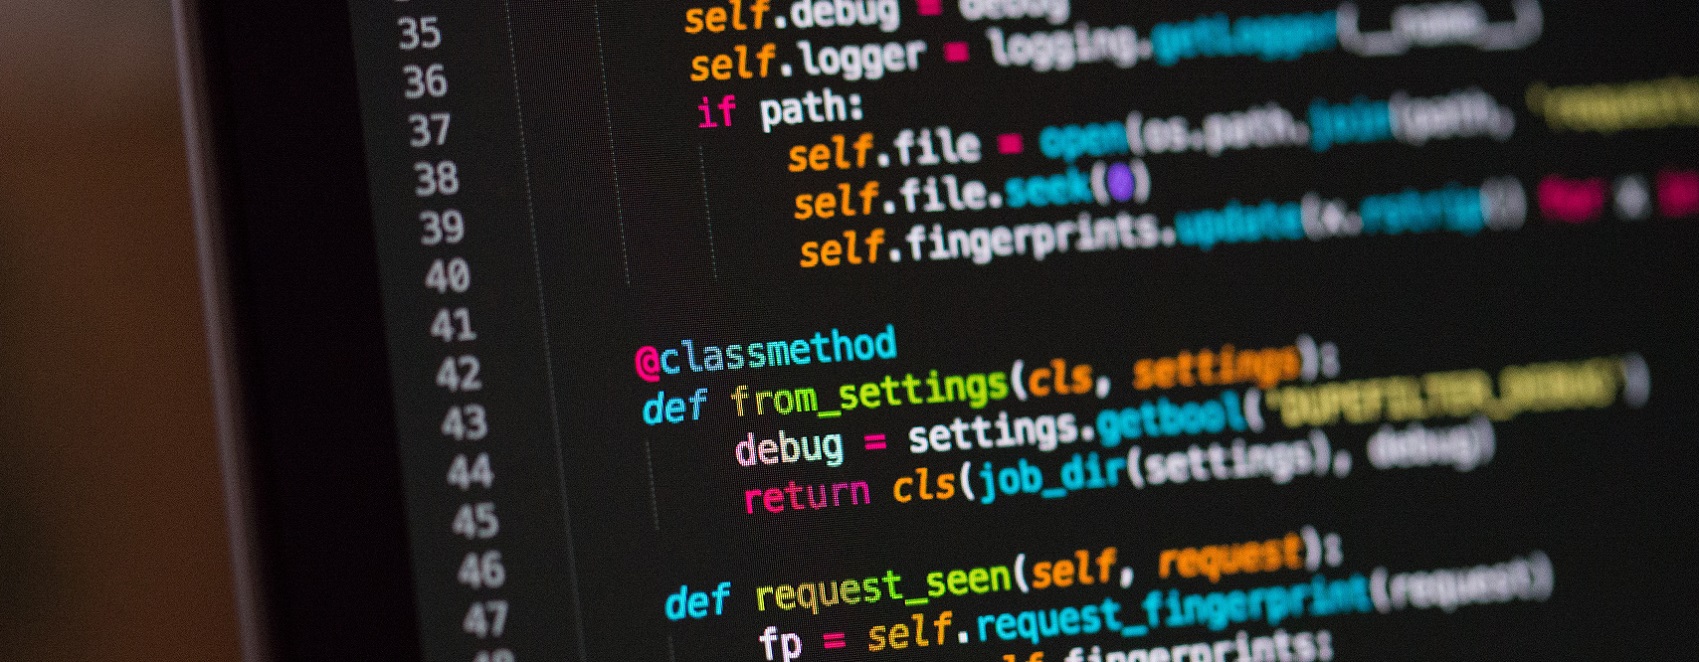 35 self.debug = debug
36 self.logger = logging.getLogger(__name__)
37 if path:
38 self.file = open(os.path.join(path, 'requests
39 self.file.seek(0)
40 self.fingerprints.update(x.rstrip() for x in
41
42 @classmethod
43 def from_settings(cls, settings):
44 debug = settings.getbool('DUPEFILTER_DEBUG')
45 return cls(job_dir(settings), debug)
46
47 def request_seen(self, request):
48 fp = self.request_fingerprint(request)
fingerprints: